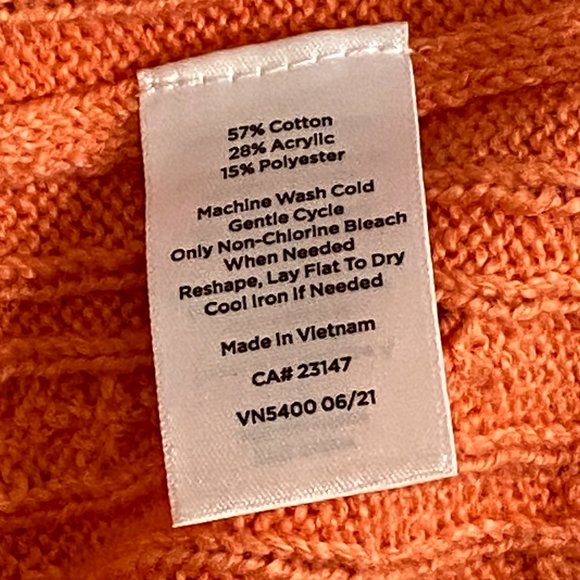 57% Cotton
28% Acrylic
15% Polyester
Machine Wash Cold
Gentle Cycle
Only Non-Chlorine Bleach
When Needed
Reshape, Lay Flat To Dry
Cool Iron If Needed
Made In Vietnam
CA# 23147
VN5400 06/21